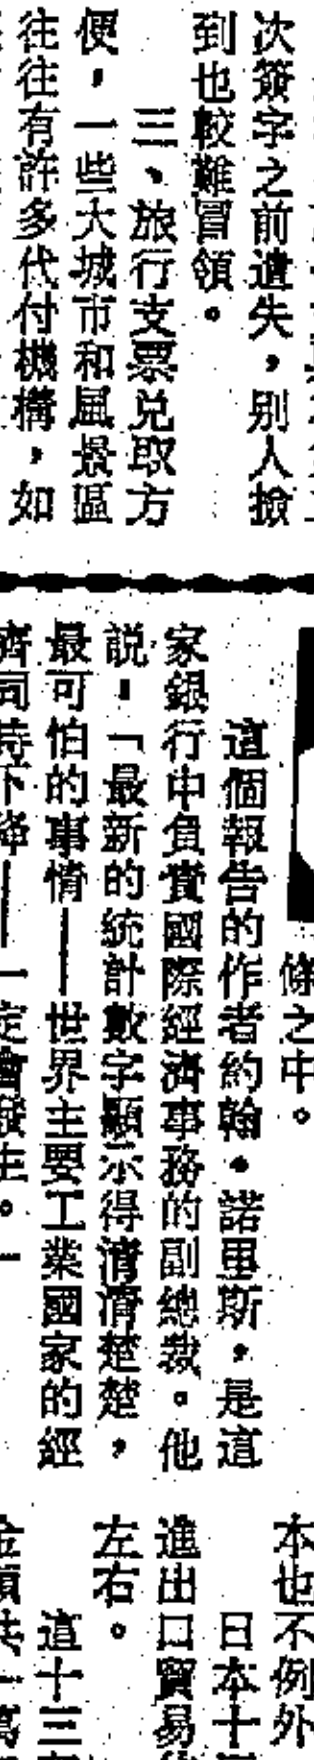 次簽字之前遺失，別人撿
到也較難冒領。
三、旅行支票兌取方
便，一些大城市和風景區
往往有許多代付機構，如
條之中。
這個報告的作者約翰·諾里斯，是這
家銀行中負責國際經濟事務的副總裁。他
説：「最新的統計數字顯示得清清楚楚，
最可怕的事情——世界主要工業國家的經
濟同時下降——一定會發生。」
本也不例外
日本十
進出口貿易
左右。
這十三
金額共一萬